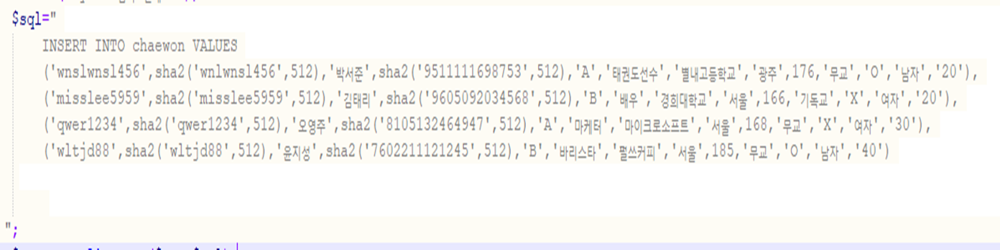 $sql="
INSERT INTO chaewon VALUES
('wnslwnsl456',sha2('wnlwnsl456',512),'박서준',sha2('9511111698753',512),'A','태권도선수','별내고등학교','광주',176,'무교','O','남자','20'),
('misslee5959',sha2('misslee5959',512),'김태리',sha2('9605092034568',512),'B','배우','경희대학교','서울',166,'기독교','X','여자','20'),
('qwer1234',sha2('qwer1234',512),'오영주',sha2('8105132464947',512),'A','마케터','마이크로소프트','서울',168,'무교','X','여자','30'),
('wltjd88',sha2('wltjd88',512),'윤지성',sha2('7602211121245',512),'B','바리스타','펄쓰커피','서울',185,'무교','O','남자','40')
";